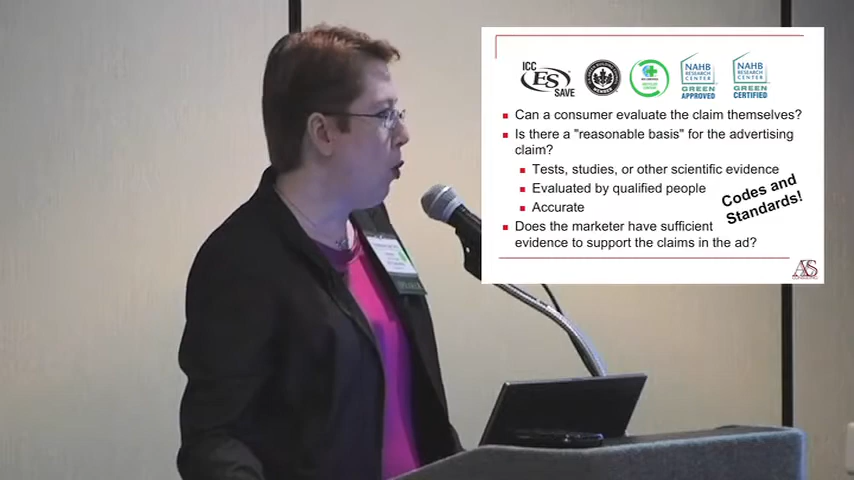 ICC
ES
SAVE
NAHB
RESEARCH
CENTER
GREEN
APPROVED
NAHB
RESEARCH
CENTER
GREEN
CERTIFIED
Can a consumer evaluate the claim themselves?
Is there a "reasonable basis" for the advertising
claim?
Tests, studies, or other scientific evidence
Evaluated by qualified people
Accurate
Codes and
Standards!
Does the marketer have sufficient
evidence to support the claims in the ad?